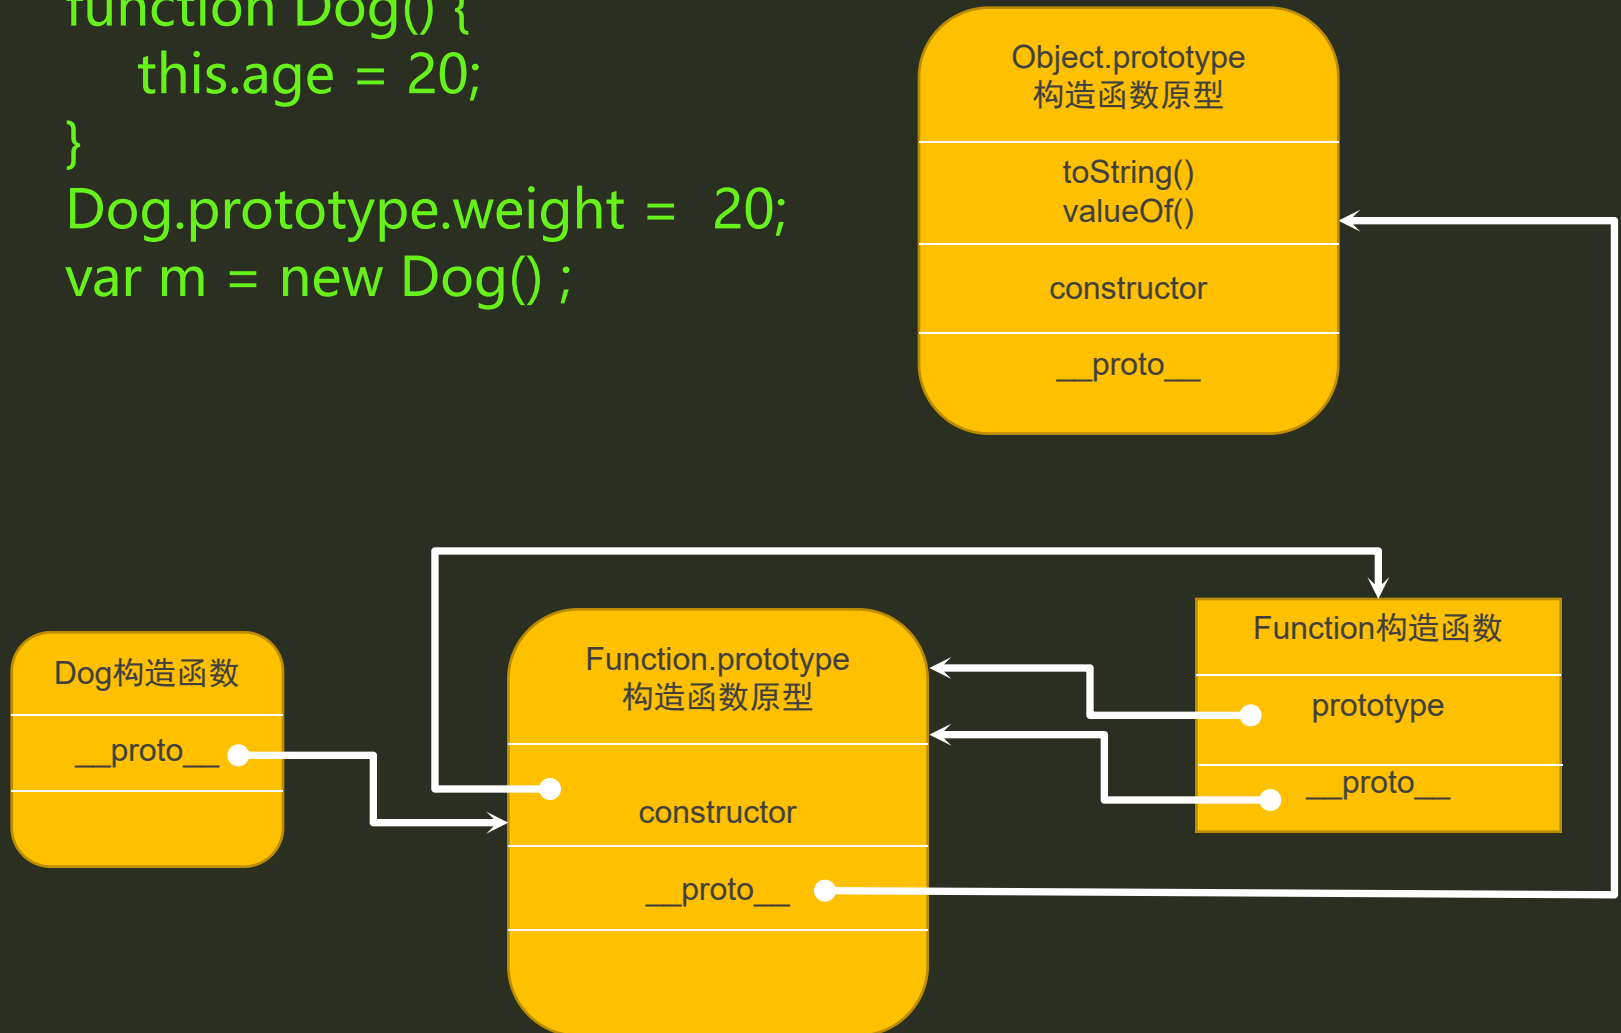 function Dog() {
this.age = 20;
}
Dog.prototype.weight =  20;
var m = new Dog() ;
Object.prototype
构造函数原型
toString()
valueOf()
constructor
__proto__
Dog构造函数
__proto__
Function.prototype
构造函数原型
constructor
__proto__
Function构造函数
prototype
__proto__